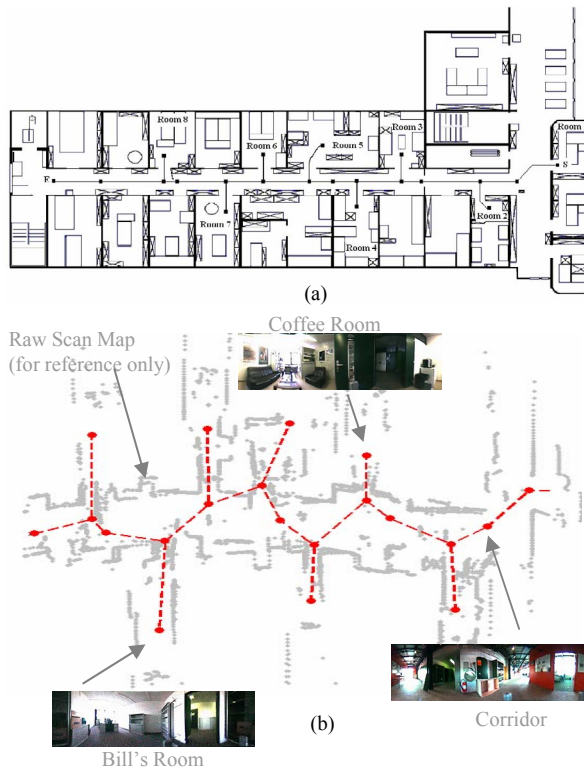 Room 8
Room 6
Room 5
Room 3
Room
E
S
Room 7
Room 4
Room 2
(a)
Coffee Room
Raw Scan Map
(for reference only)
Corridor
(b)
Bill's Room